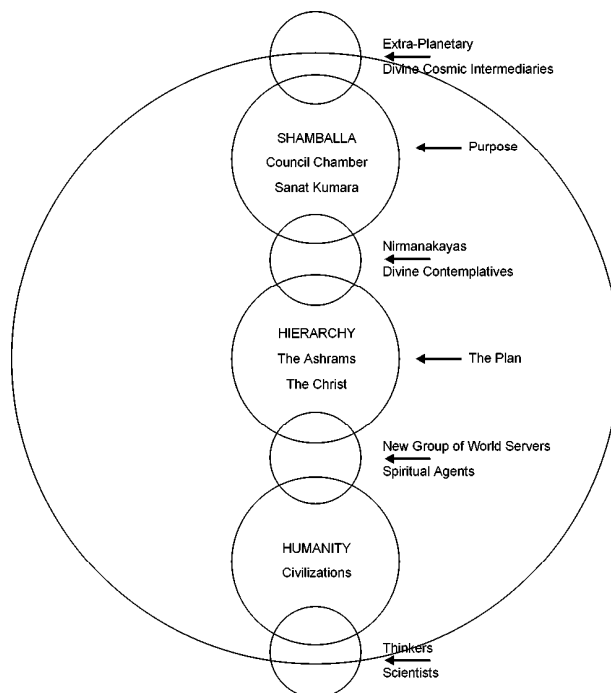 Extra-Planetary
Divine Cosmic Intermediaries
SHAMBALLA
Council Chamber
Sanat Kumara
Purpose
Nirmanakayas
Divine Contemplatives
HIERARCHY
The Ashrams
The Christ
The Plan
New Group of World Servers
Spiritual Agents
HUMANITY
Civilizations
Thinkers
Scientists